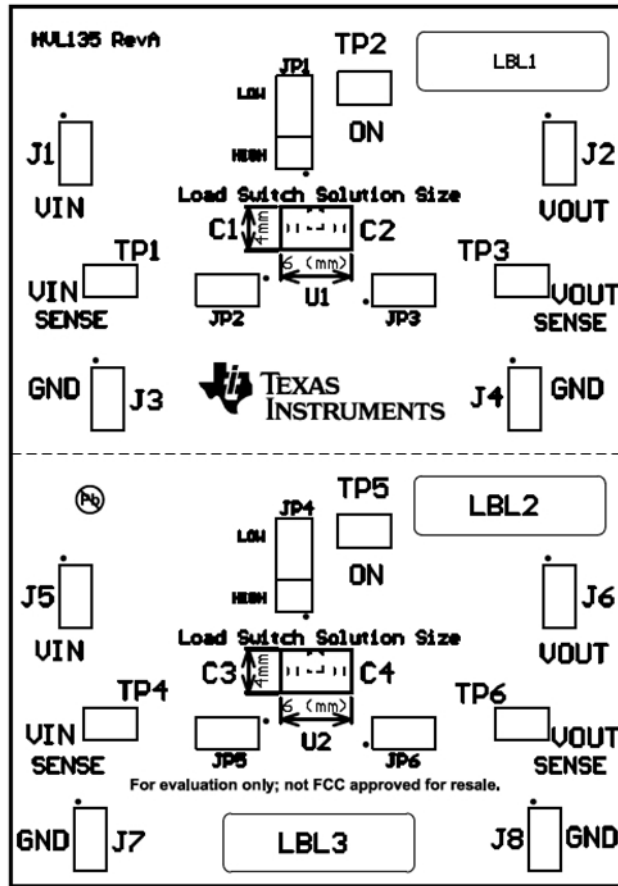 HVL135 RevA
TP2
LBL1
JP1
LOW
ON
HIGH
J1
J2
VIN
VOUT
Load Switch Solution Size
C1
4mm
C2
TP1
6 (mm)
TP3
VIN
SENSE
JP2
U1
JP3
VOUT
SENSE
GND
J3
TEXAS
INSTRUMENTS
J4
GND
Pb
TP5
LBL2
JP4
LOW
ON
HIGH
J5
J6
VIN
VOUT
Load Switch Solution Size
C3
4mm
C4
TP4
6 (mm)
TP6
VIN
SENSE
JP5
U2
JP6
VOUT
SENSE
For evaluation only; not FCC approved for resale.
GND
J7
LBL3
J8
GND